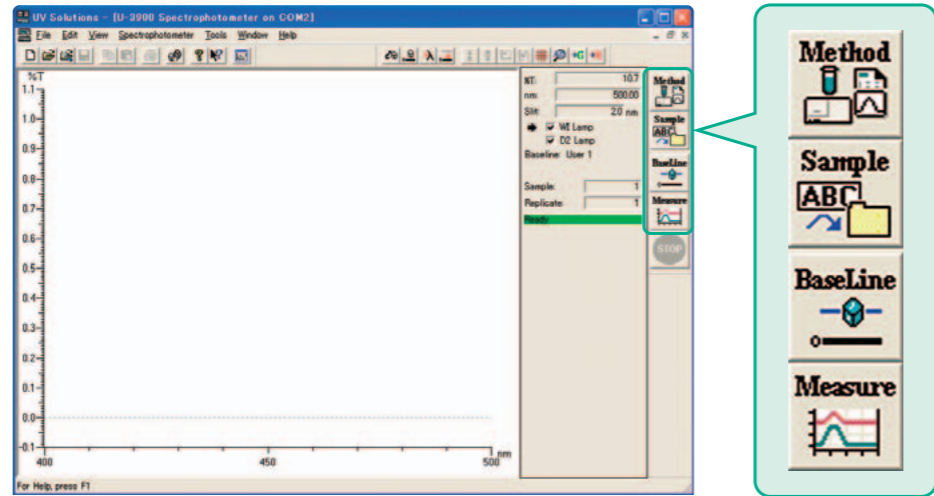 UV Solutions - [U-3900 Spectrophotometer on COM2]
File Edit View Spectrophotometer Tools Window Help
%T
1.1
1.0
0.9
0.8
0.7
0.6
0.5
0.4
0.3
0.2
0.1
0.0
-0.1
400
450
500
nm
%T: 10.7
nm: 500.00
Slit: 2.0 nm
WI Lamp
D2 Lamp
Baseline: User 1
Sample: 1
Replicate: 1
Ready
Method
Sample
ABC
BaseLine
Measure
STOP
For Help, press F1
Method
Sample
ABC
BaseLine
Measure